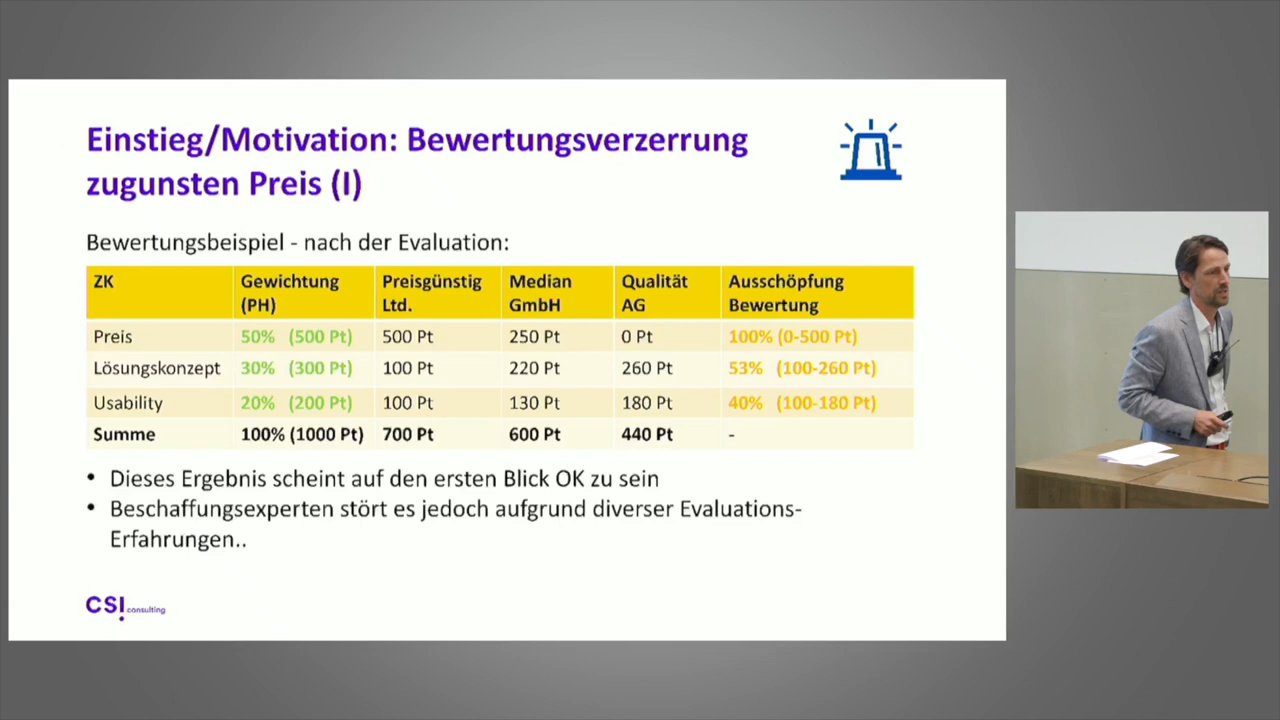 Einstieg/Motivation: Bewertungsverzerrung
zugunsten Preis (I)
Bewertungsbeispiel - nach der Evaluation:
ZK Gewichtung (PH) Preisgünstig Ltd. Median GmbH Qualität AG Ausschöpfung Bewertung
Preis 50% (500 Pt) 500 Pt 250 Pt 0 Pt 100% (0-500 Pt)
Lösungskonzept 30% (300 Pt) 100 Pt 220 Pt 260 Pt 53% (100-260 Pt)
Usability 20% (200 Pt) 100 Pt 130 Pt 180 Pt 40% (100-180 Pt)
Summe 100% (1000 Pt) 700 Pt 600 Pt 440 Pt -
• Dieses Ergebnis scheint auf den ersten Blick OK zu sein
• Beschaffungsexperten stört es jedoch aufgrund diverser Evaluations-
Erfahrungen..
CSI consulting